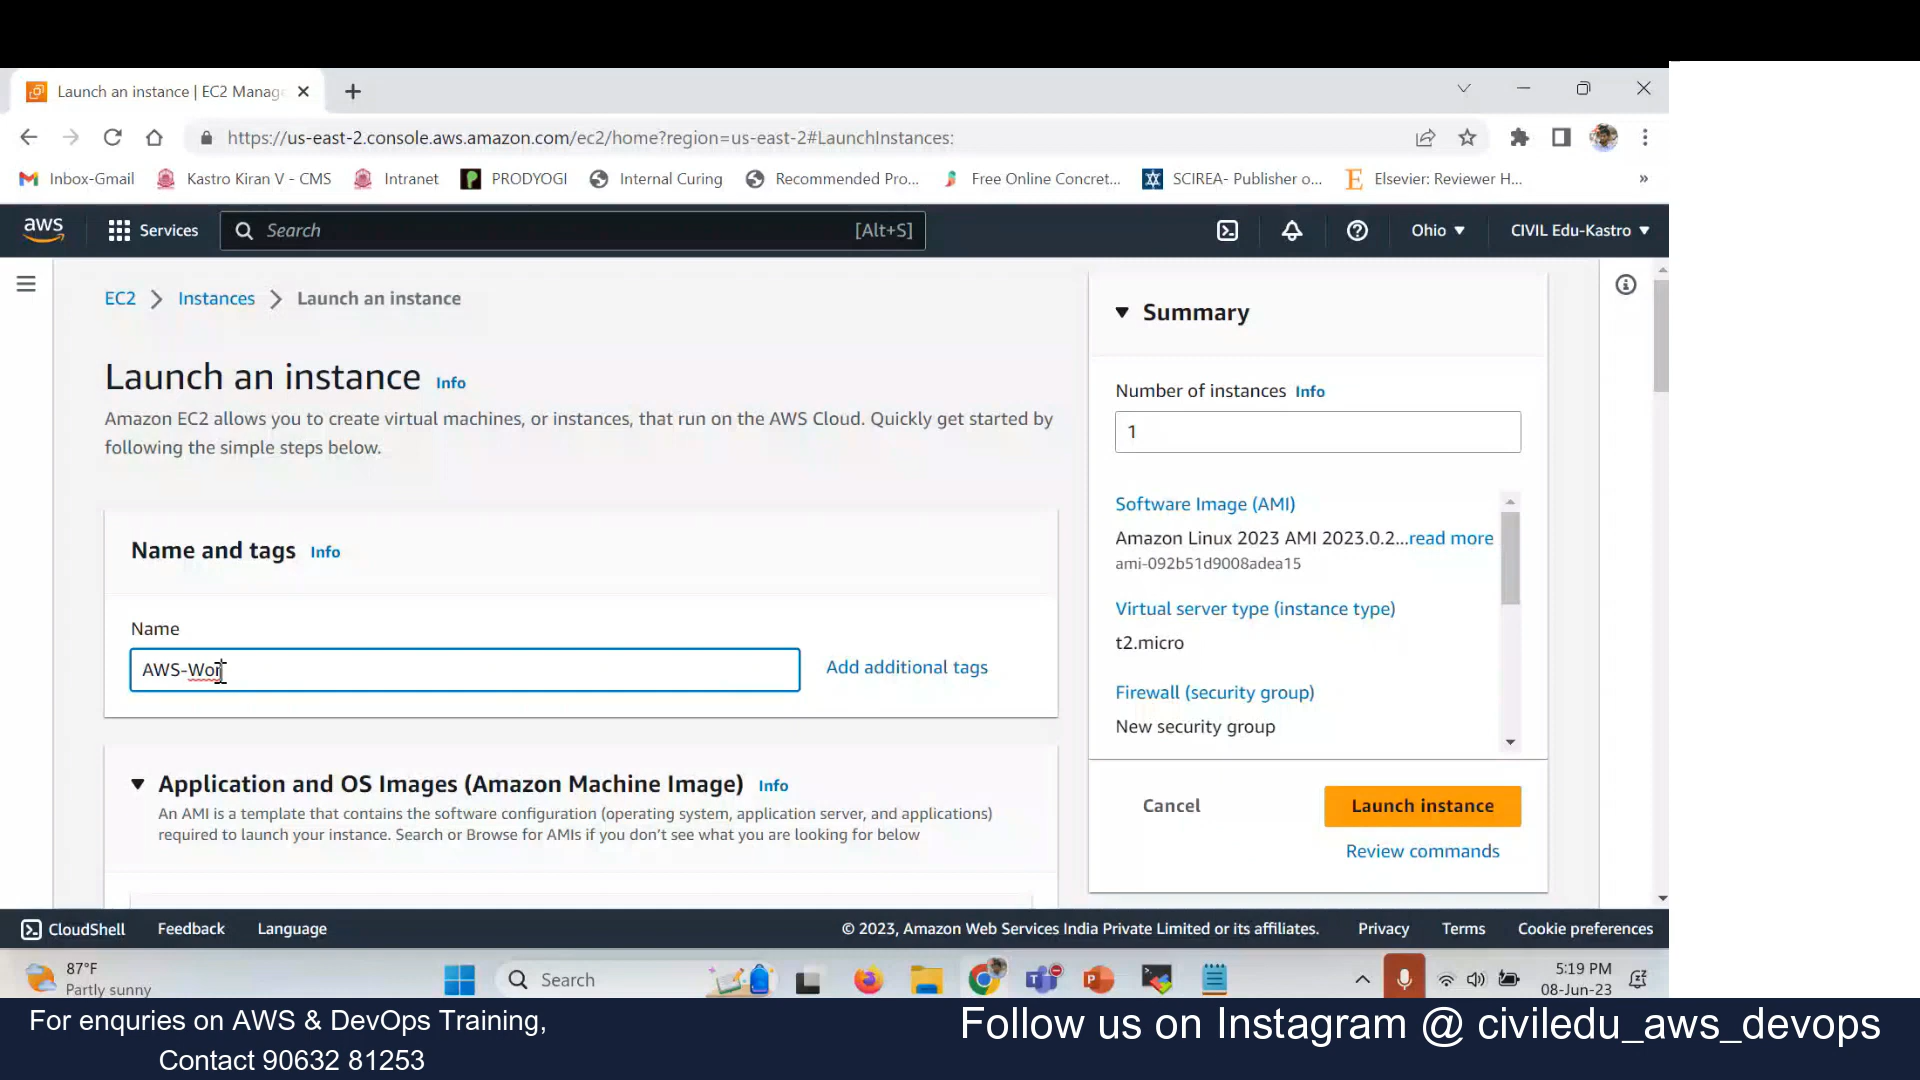 Launch an instance | EC2 Manage
https://us-east-2.console.aws.amazon.com/ec2/home?region=us-east-2#LaunchInstances:
Inbox-Gmail Kastro Kiran V - CMS Intranet PRODYOGI Internal Curing Recommended Pro... Free Online Concret... SCIREA- Publisher o... Elsevier: Reviewer H... »
aws Services Search [Alt+S] Ohio CIVIL Edu-Kastro
EC2 Instances Launch an instance
Launch an instance Info
Amazon EC2 allows you to create virtual machines, or instances, that run on the AWS Cloud. Quickly get started by
following the simple steps below.
Name and tags Info
Name
AWS-Wor
Add additional tags
Application and OS Images (Amazon Machine Image) Info
An AMI is a template that contains the software configuration (operating system, application server, and applications)
required to launch your instance. Search or Browse for AMIs if you don't see what you are looking for below
Summary
Number of instances Info
1
Software Image (AMI)
Amazon Linux 2023 AMI 2023.0.2...read more
ami-092b51d9008adea15
Virtual server type (instance type)
t2.micro
Firewall (security group)
New security group
Cancel Launch instance
Review commands
CloudShell Feedback Language © 2023, Amazon Web Services India Private Limited or its affiliates. Privacy Terms Cookie preferences
87°F
Partly sunny
Search
5:19 PM
08-Jun-23
For enquries on AWS & DevOps Training,
Contact 90632 81253
Follow us on Instagram @ civiledu_aws_devops